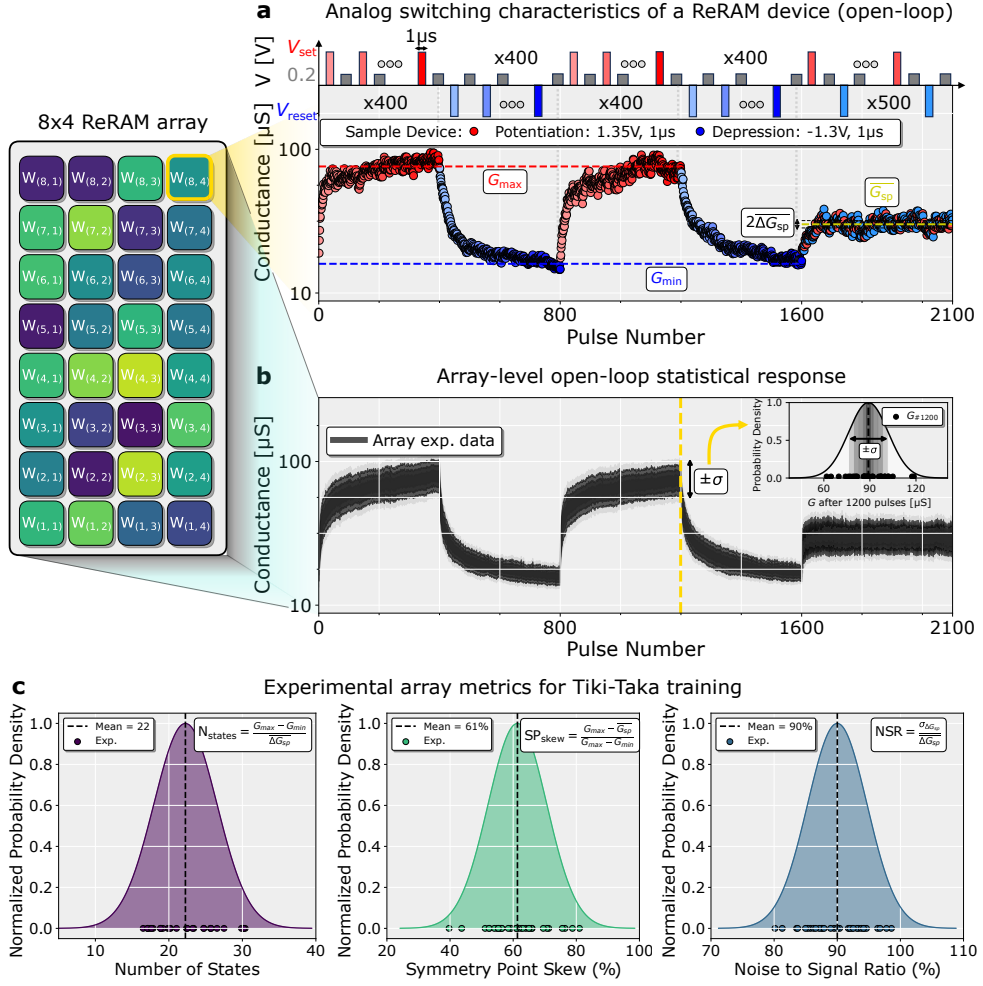 a Analog switching characteristics of a ReRAM device (open-loop)
V [V]
V_set
0.2
V_reset
1μs
x400
x400
x400
x400
x500
8x4 ReRAM array
W(8, 1) W(8, 2) W(8, 3) W(8, 4)
W(7, 1) W(7, 2) W(7, 3) W(7, 4)
W(6, 1) W(6, 2) W(6, 3) W(6, 4)
W(5, 1) W(5, 2) W(5, 3) W(5, 4)
W(4, 1) W(4, 2) W(4, 3) W(4, 4)
W(3, 1) W(3, 2) W(3, 3) W(3, 4)
W(2, 1) W(2, 2) W(2, 3) W(2, 4)
W(1, 1) W(1, 2) W(1, 3) W(1, 4)
Sample Device: Potentiation: 1.35V, 1μs Depression: -1.3V, 1μs
Conductance [μS]
100
10
G_max
G_min
2ΔG̅_sp
G̅_sp
0 400 800 1200 1600 2100
Pulse Number
b Array-level open-loop statistical response
Conductance [μS]
100
10
Array exp. data
±σ
Probability Density
1.0
0.5
0.0
G_#1200
±σ
60 90 120
G after 1200 pulses [μS]
0 400 800 1200 1600 2100
Pulse Number
c Experimental array metrics for Tiki-Taka training
Normalized Probability Density
1.0
0.8
0.6
0.4
0.2
0.0
Mean = 22
Exp.
N_states = (G_max − G_min)/ΔG̅_sp
10 20 30 40
Number of States
Normalized Probability Density
1.0
0.8
0.6
0.4
0.2
0.0
Mean = 61%
Exp.
SP_skew = (G_max − G̅_sp)/(G_max − G_min)
20 40 60 80 100
Symmetry Point Skew (%)
Normalized Probability Density
1.0
0.8
0.6
0.4
0.2
0.0
Mean = 90%
Exp.
NSR = σ_ΔG_sp/ΔG̅_sp
70 80 90 100 110
Noise to Signal Ratio (%)